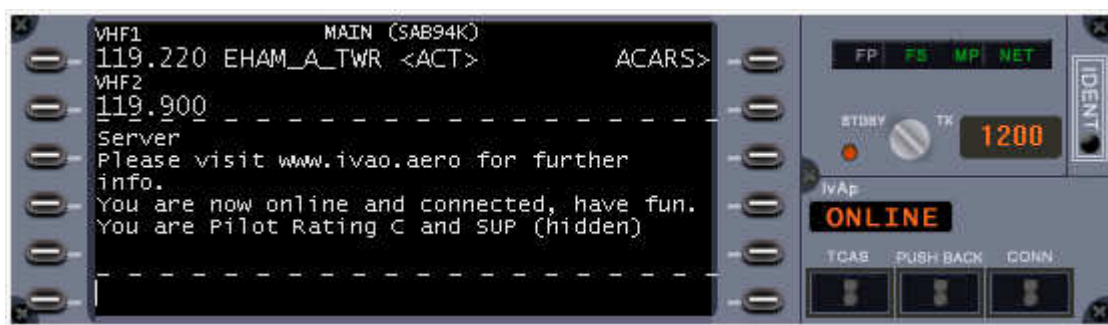 VHF1 MAIN (SAB94K)
119.220 EHAM_A_TWR <ACT> ACARS>
VHF2
119.900
Server
Please visit www.ivao.aero for further
info.
You are now online and connected, have fun.
You are Pilot Rating C and SUP (hidden)
FP FS MP NET
IDENT
STDBY TX 1200
IvAp
ONLINE
TCAS PUSH BACK CONN